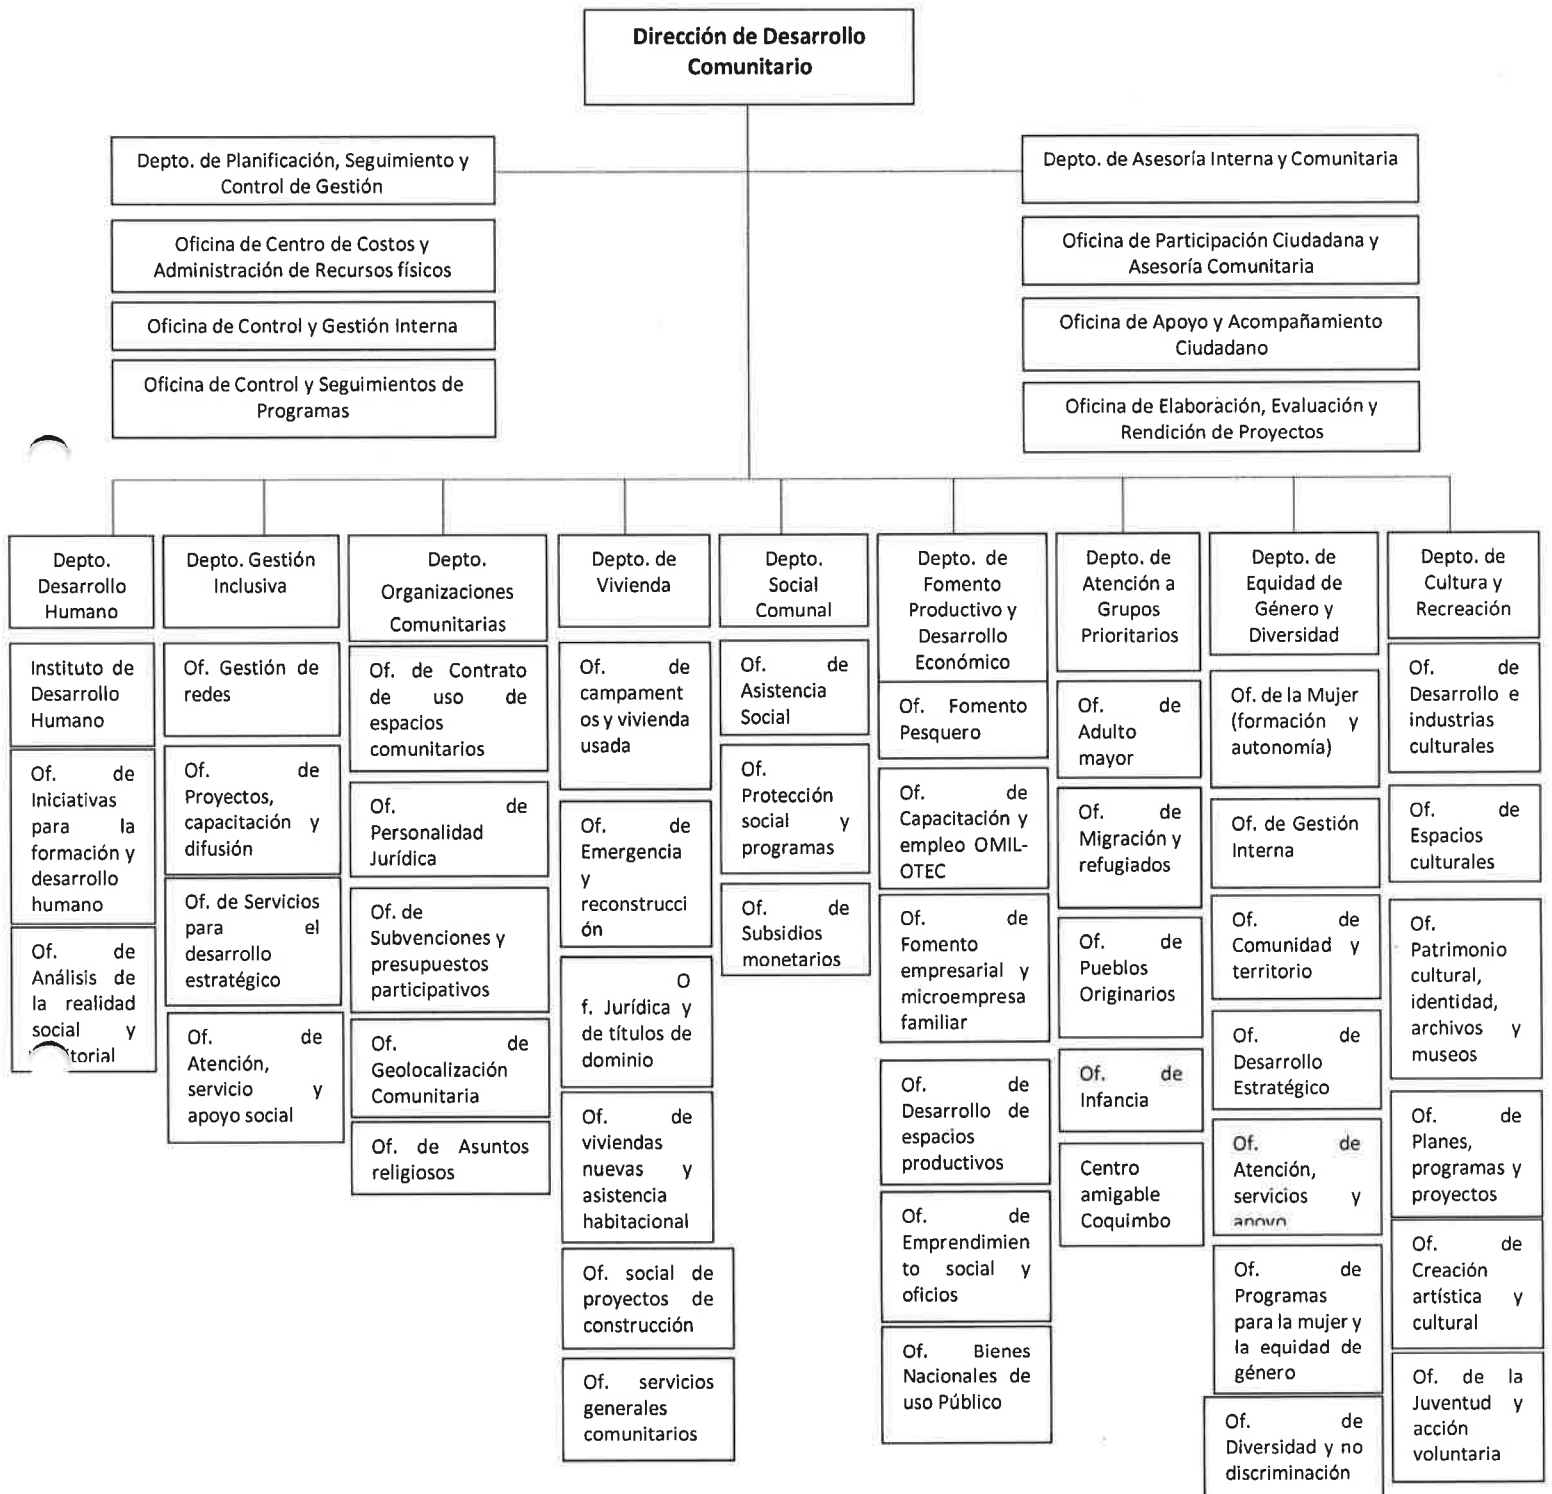 Dirección de Desarrollo
Comunitario
Depto. de Planificación, Seguimiento y
Control de Gestión
Oficina de Centro de Costos y
Administración de Recursos físicos
Oficina de Control y Gestión Interna
Oficina de Control y Seguimientos de
Programas
Depto. de Asesoría Interna y Comunitaria
Oficina de Participación Ciudadana y
Asesoría Comunitaria
Oficina de Apoyo y Acompañamiento
Ciudadano
Oficina de Elaboración, Evaluación y
Rendición de Proyectos
Depto.
Desarrollo
Humano
Instituto de
Desarrollo
Humano
Of. de
Iniciativas
para la
formación y
desarrollo
humano
Of. de
Análisis de
la realidad
social y
Depto. Gestión
Inclusiva
Of. Gestión de
redes
Of. de
Proyectos,
capacitación y
difusión
Of. de Servicios
para el
desarrollo
estratégico
Of. de
Atención,
servicio y
apoyo social
Depto.
Organizaciones
Comunitarias
Of. de Contrato
de uso de
espacios
comunitarios
Of. de
Personalidad
Jurídica
Of. de
Subvenciones y
presupuestos
participativos
Of. de
Geolocalización
Comunitaria
Of. de Asuntos
religiosos
Depto. de
Vivienda
Of. de
campament
os y vivienda
usada
Of. de
Emergencia
y
reconstrucci
ón
O
f. Jurídica y
de títulos de
dominio
Of. de
viviendas
nuevas y
asistencia
habitacional
Of. social de
proyectos de
construcción
Of. servicios
generales
comunitarios
Depto.
Social
Comunal
Of. de
Asistencia
Social
Of.
Protección
social y
programas
Of. de
Subsidios
monetarios
Depto. de
Fomento
Productivo y
Desarrollo
Económico
Of. Fomento
Pesquero
Of. de
Capacitación y
empleo OMIL-
OTEC
Of. de
Fomento
empresarial y
microempresa
familiar
Of. de
Desarrollo de
espacios
productivos
Of. de
Emprendimien
to social y
oficios
Of. Bienes
Nacionales de
uso Público
Depto. de
Atención a
Grupos
Prioritarios
Of. de
Adulto
mayor
Of. de
Migración y
refugiados
Of. de
Pueblos
Originarios
Of. de
Infancia
Centro
amigable
Coquimbo
Depto. de
Equidad de
Género y
Diversidad
Of. de la Mujer
(formación y
autonomía)
Of. de Gestión
Interna
Of. de
Comunidad y
territorio
Of. de
Desarrollo
Estratégico
Of. de
Atención,
servicios y
apoyo
Of. de
Programas
para la mujer y
la equidad de
género
Of. de
Diversidad y no
discriminación
Depto. de
Cultura y
Recreación
Of. de
Desarrollo e
industrias
culturales
Of. de
Espacios
culturales
Of.
Patrimonio
cultural,
identidad,
archivos y
museos
Of. de
Planes,
programas y
proyectos
Of. de
Creación
artística y
cultural
Of. de la
Juventud y
acción
voluntaria